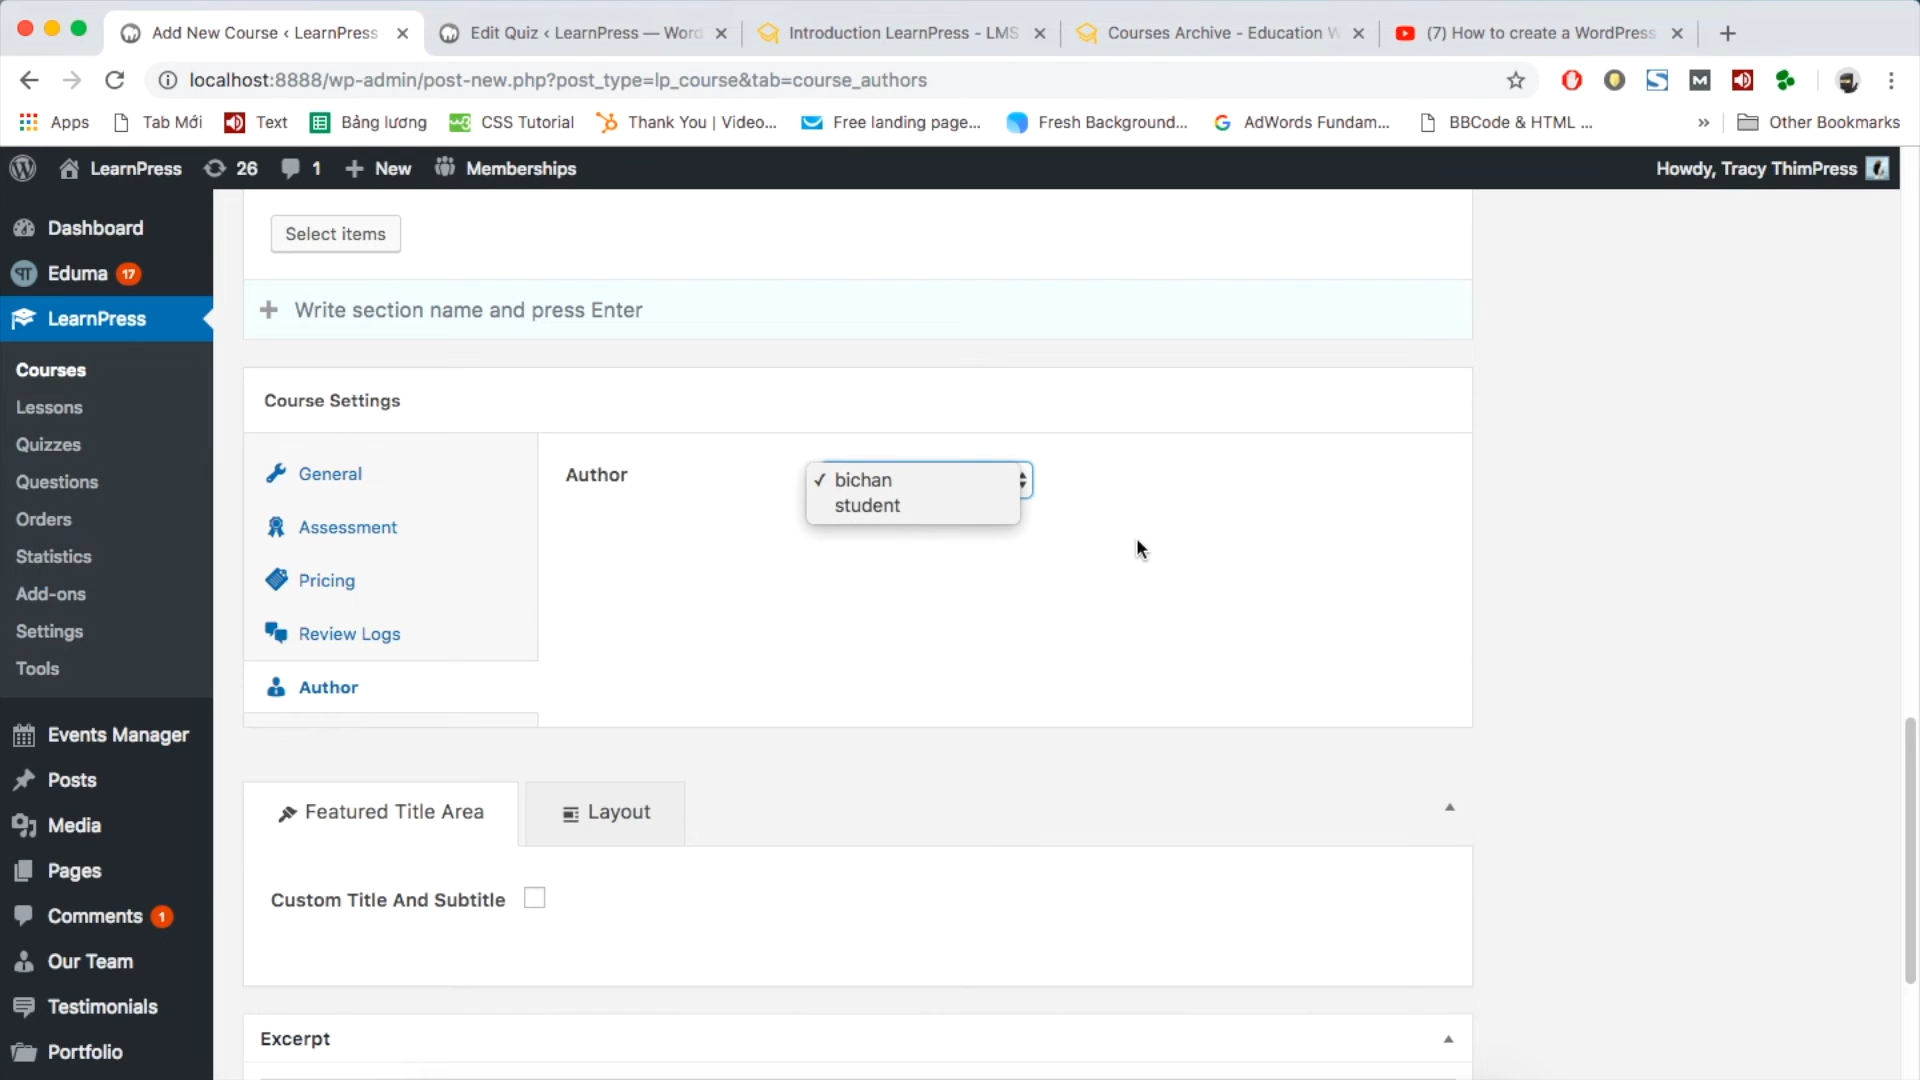 Add New Course ‹ LearnPress
Edit Quiz ‹ LearnPress — Word
Introduction LearnPress - LMS
Courses Archive - Education W
(7) How to create a WordPress
localhost:8888/wp-admin/post-new.php?post_type=lp_course&tab=course_authors
Apps
Tab Mới
Text
Bảng lương
CSS Tutorial
Thank You | Video...
Free landing page...
Fresh Background...
AdWords Fundam...
BBCode & HTML ...
»
Other Bookmarks
LearnPress
26
1
New
Memberships
Howdy, Tracy ThimPress
Dashboard
Eduma 17
LearnPress
Courses
Lessons
Quizzes
Questions
Orders
Statistics
Add-ons
Settings
Tools
Events Manager
Posts
Media
Pages
Comments 1
Our Team
Testimonials
Portfolio
Select items
Write section name and press Enter
Course Settings
General
Assessment
Pricing
Review Logs
Author
Author
✓ bichan
student
Featured Title Area
Layout
Custom Title And Subtitle
Excerpt